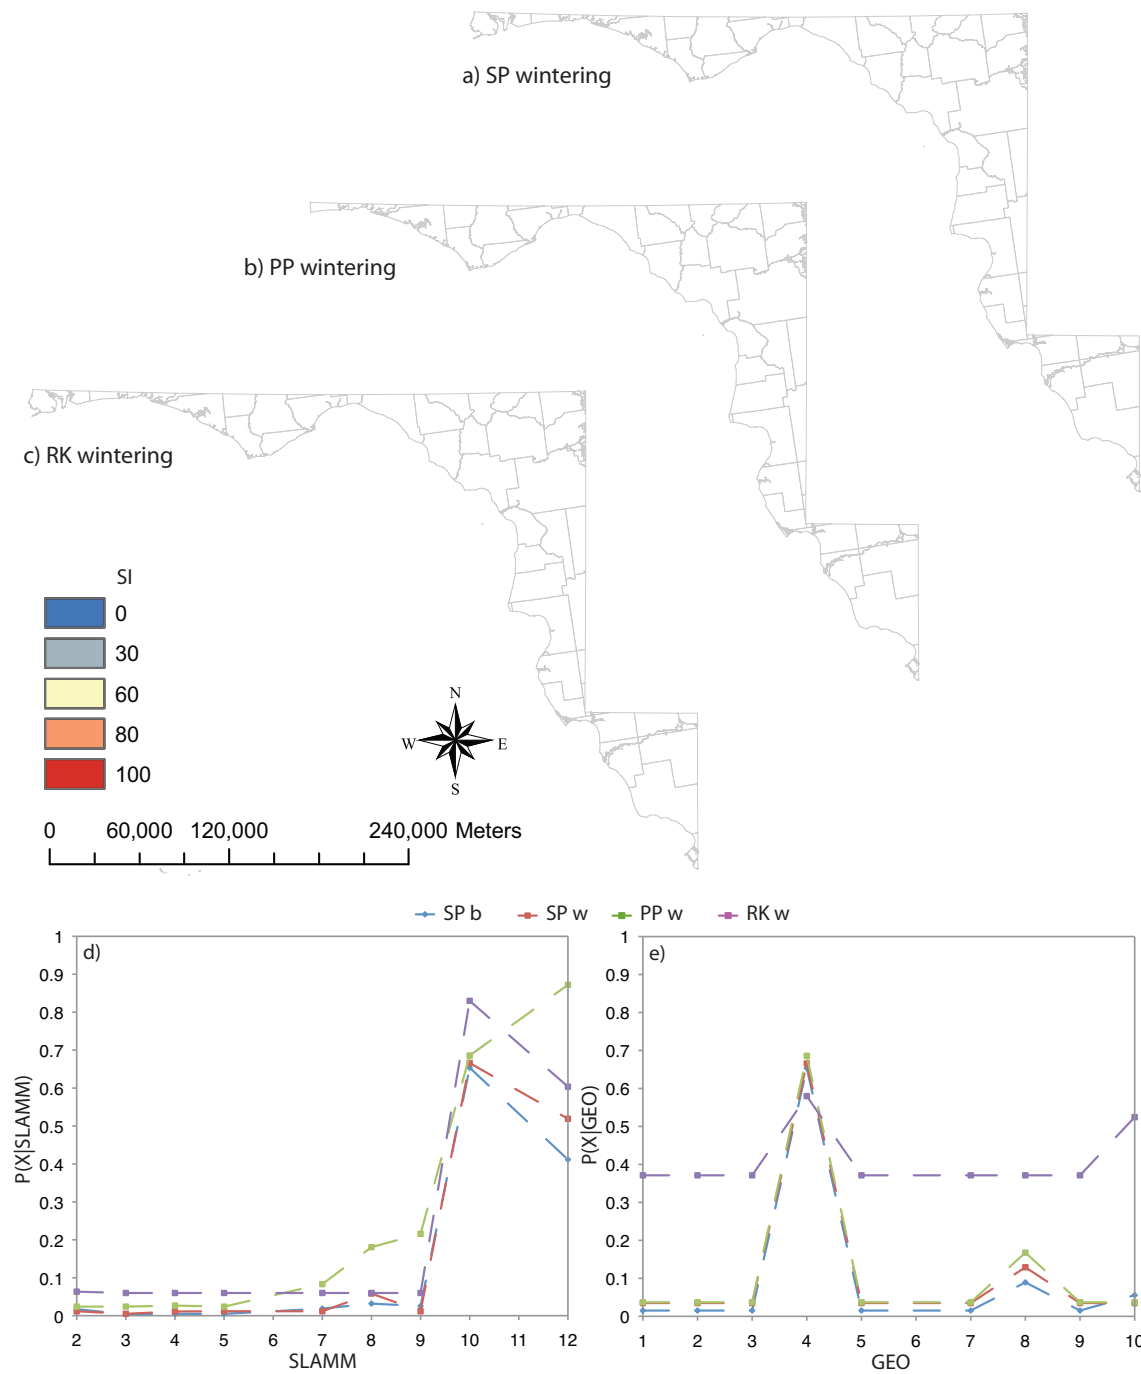 a) SP wintering
b) PP wintering
c) RK wintering
SI
0
30
60
80
100
N
W E
S
0 60,000 120,000 240,000 Meters
SP b SP w PP w RK w
d)
1
0.9
0.8
0.7
0.6
0.5
0.4
0.3
0.2
0.1
0
P(X|SLAMM)
2 3 4 5 6 7 8 9 10 11 12
SLAMM
e)
1
0.9
0.8
0.7
0.6
0.5
0.4
0.3
0.2
0.1
0
P(X|GEO)
1 2 3 4 5 6 7 8 9 10
GEO